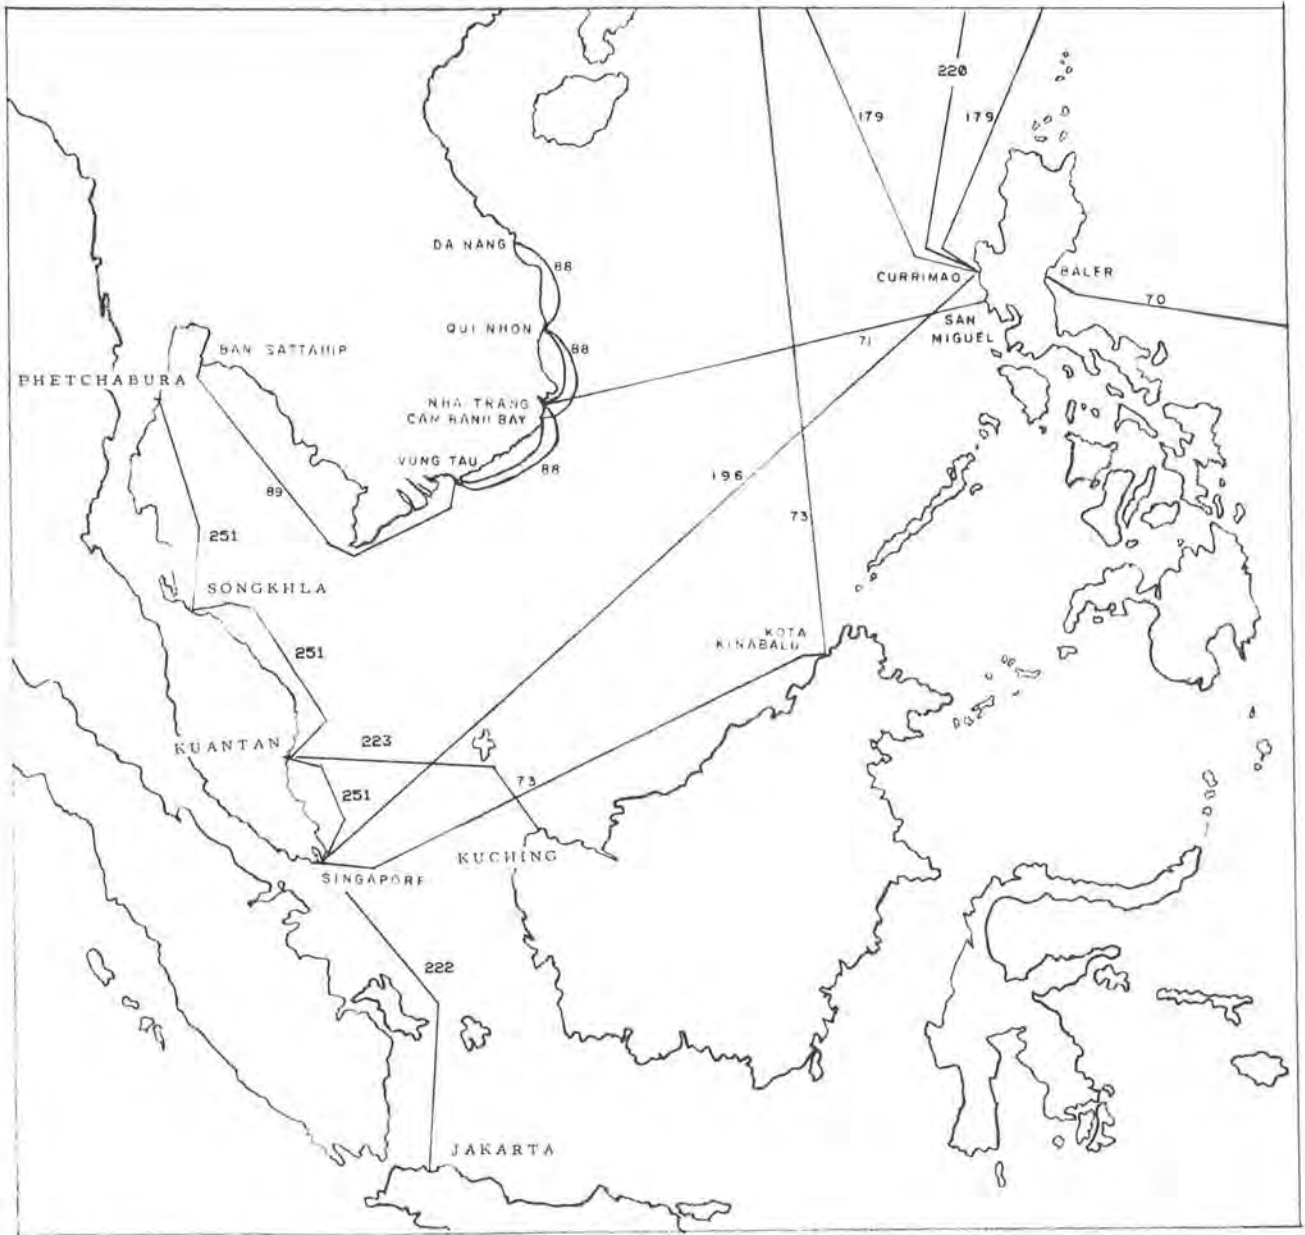 220
179
179
DA NANG
88
CURRIMAO
BALER
70
QUI NHON
SAN
MIGUEL
71
BAN SATTAHIP
88
PHETCHABURA
NHA TRANG
CAM RANH BAY
VUNG TAU
88
89
196
73
251
SONGKHLA
KOTA
KINABALU
251
KUANTAN
223
73
251
KUCHING
SINGAPORE
222
JAKARTA